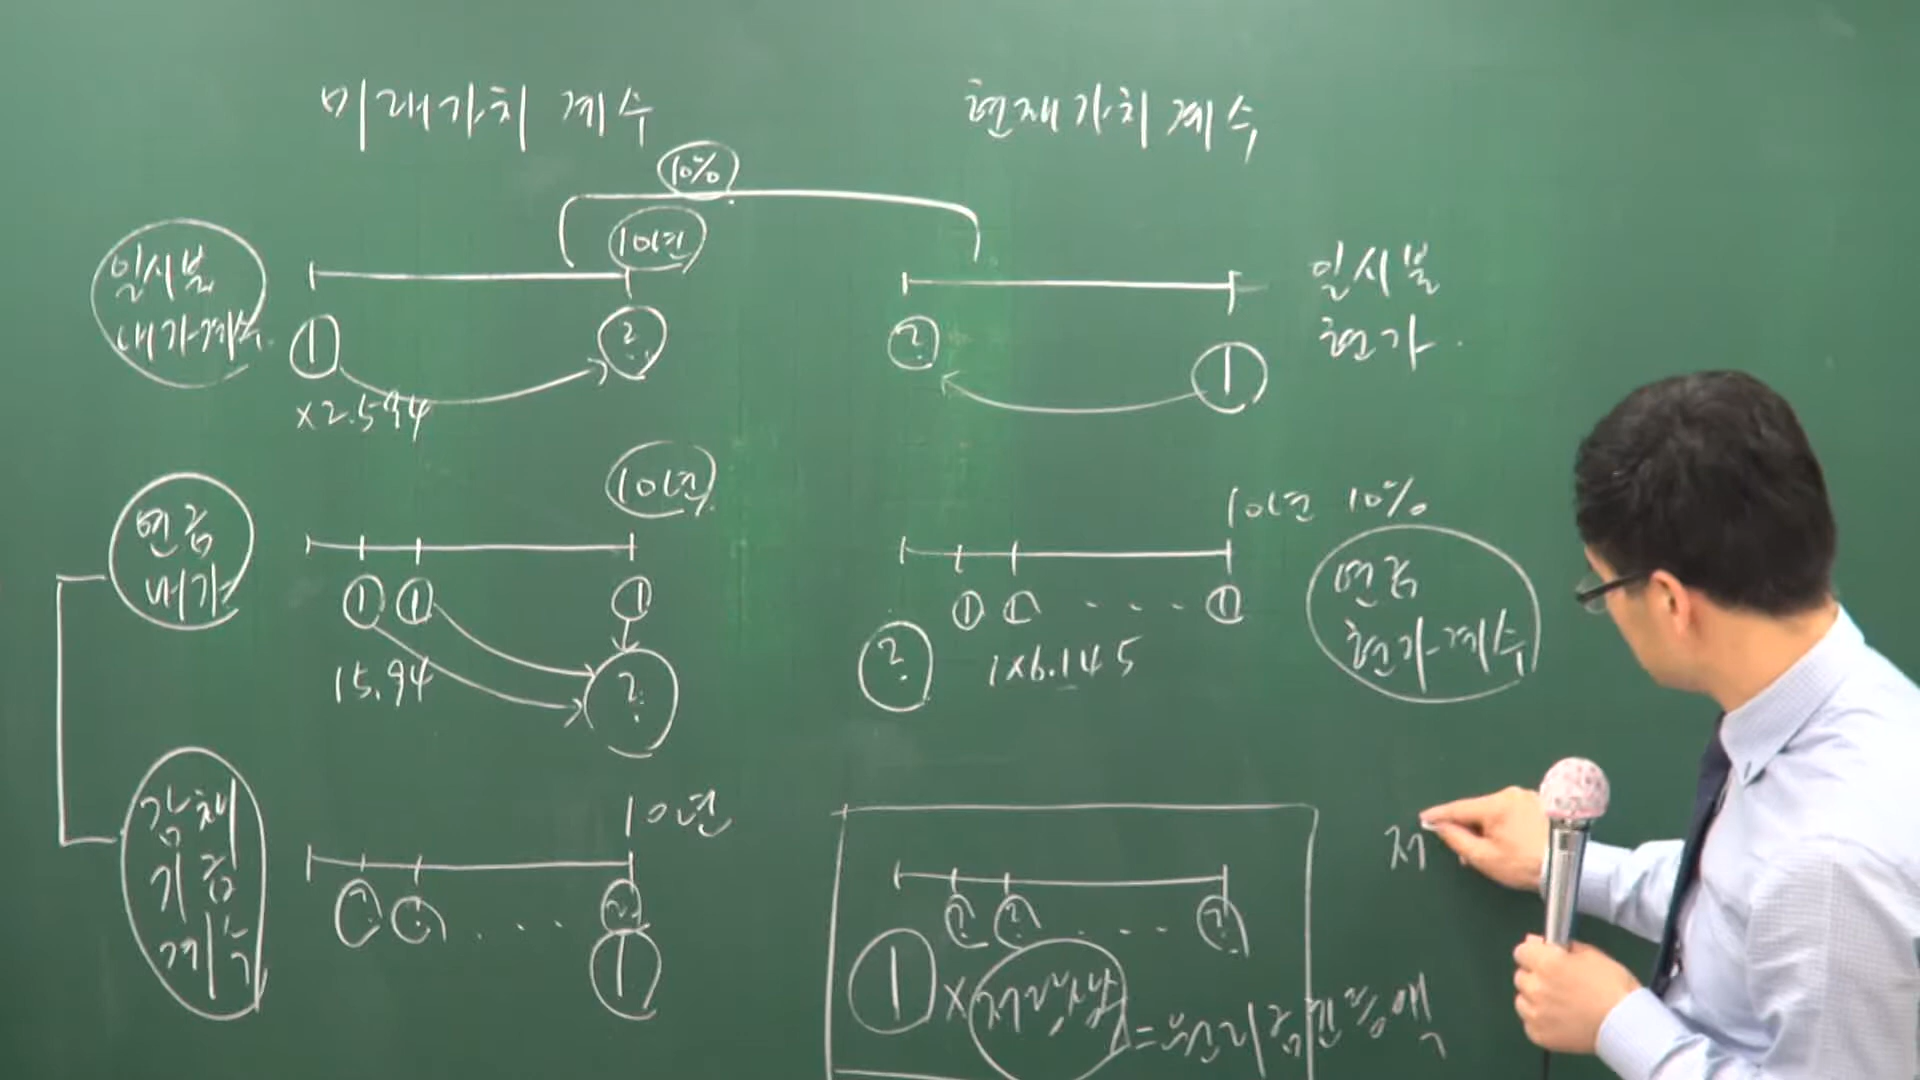 미래가치 계수
현재가치계수
10%
10년
일시불
내가계수
1
?
×2.594
?
1
일시불
현가
10년
연금
내가
1 1 1
15.94
?
10년 10%
1 1 · · · 1
?
1×6.145
연금
현가계수
감채
기금
계수
10년
? ? · · · ?
1
? ? · · · ?
1 × 저당상 = 원리금균등액
저